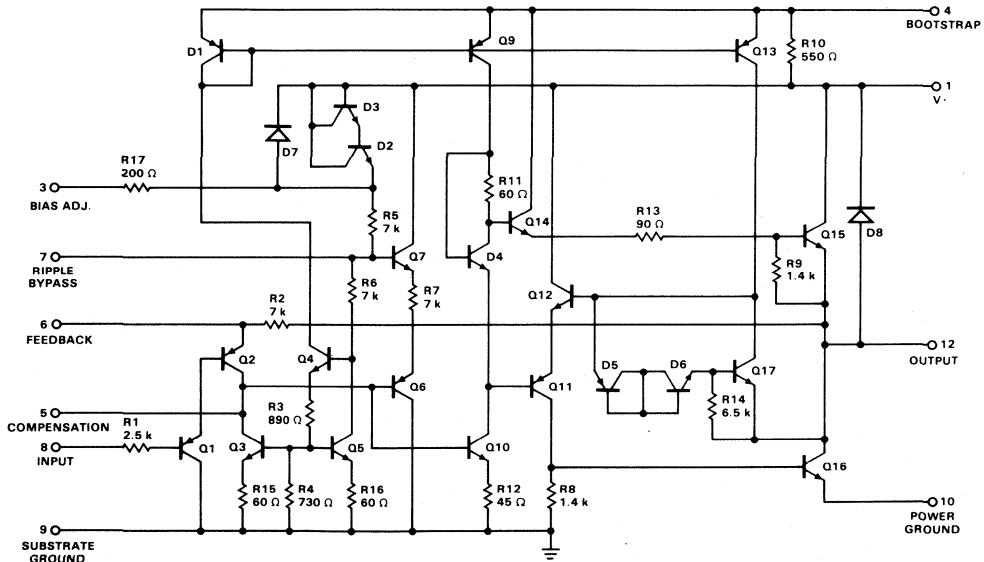 4
BOOTSTRAP
D1
Q9
Q13
R10
550 Ω
1
V·
D3
D2
D7
R17
200 Ω
3
BIAS ADJ.
R5
7 k
R11
60 Ω
Q14
R13
90 Ω
Q15
D8
7
RIPPLE
BYPASS
Q7
D4
R9
1.4 k
R6
7 k
R7
7 k
Q12
R2
7 k
6
FEEDBACK
12
OUTPUT
Q2
Q4
Q6
Q11
D5
D6
Q17
R3
890 Ω
R14
6.5 k
5
COMPENSATION
R1
2.5 k
8
INPUT
Q1
Q3
Q5
Q10
Q16
R15
60 Ω
R4
730 Ω
R16
60 Ω
R12
45 Ω
R8
1.4 k
10
POWER
GROUND
9
SUBSTRATE
GROUND